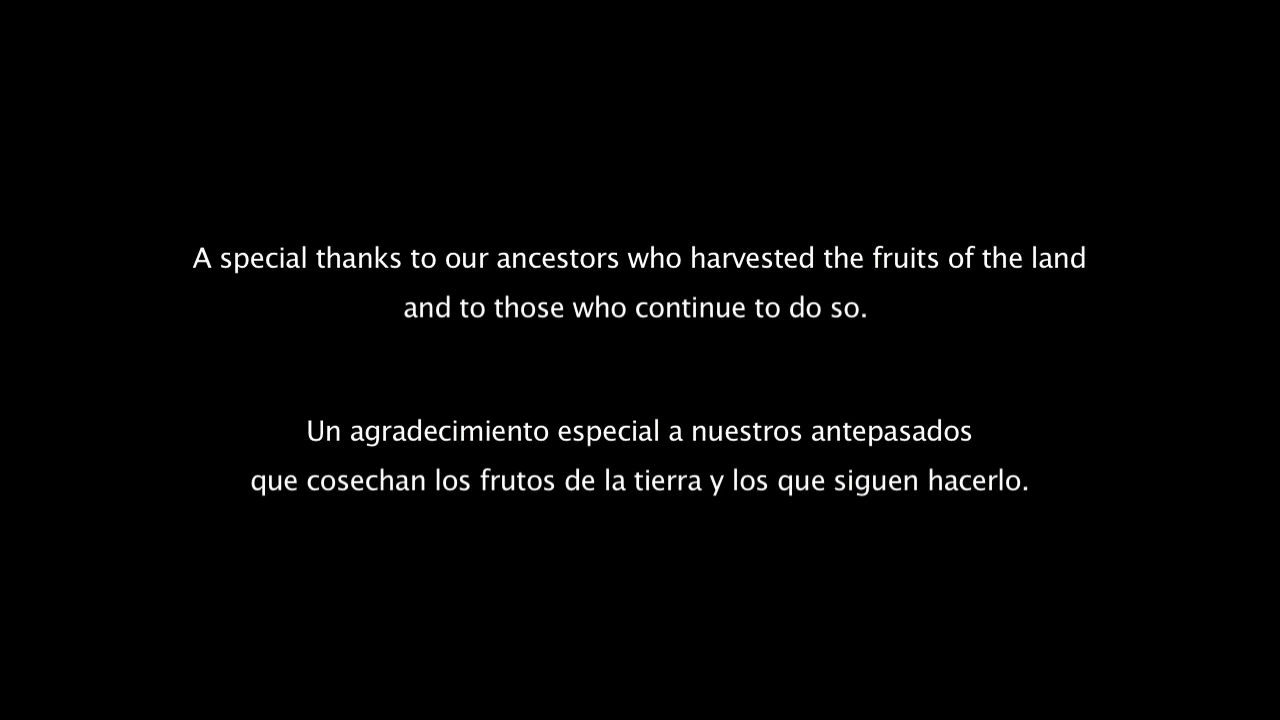 A special thanks to our ancestors who harvested the fruits of the land
and to those who continue to do so.
Un agradecimiento especial a nuestros antepasados
que cosechan los frutos de la tierra y los que siguen hacerlo.